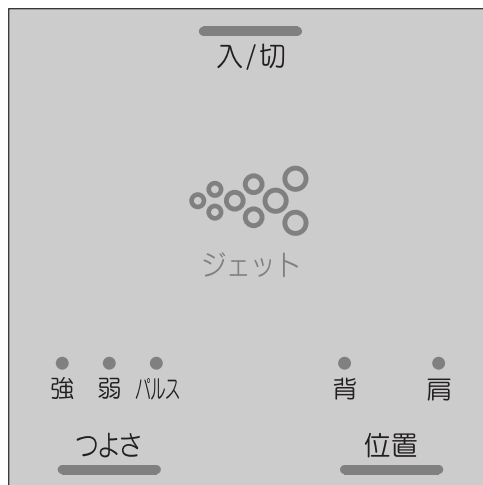 入/切
ジェット
強 弱 パルス 背 肩
つよさ 位置